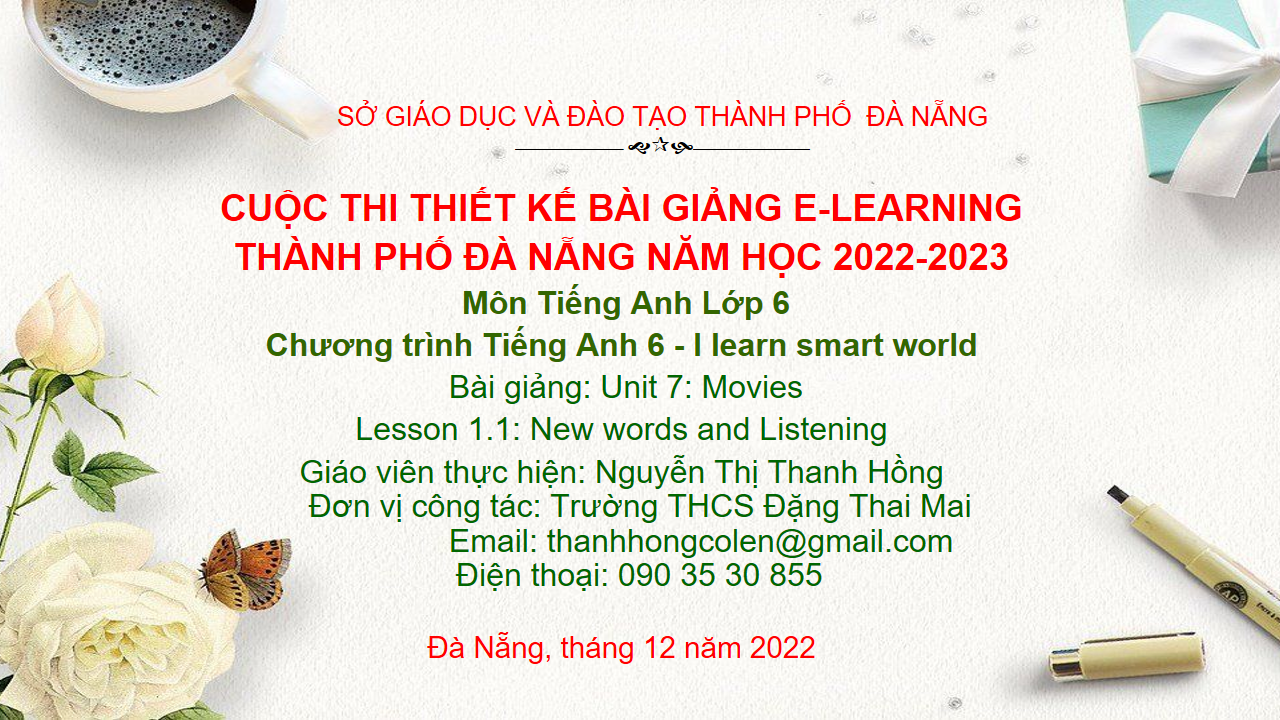 SỞ GIÁO DỤC VÀ ĐÀO TẠO THÀNH PHỐ ĐÀ NẴNG
CUỘC THI THIẾT KẾ BÀI GIẢNG E-LEARNING
THÀNH PHỐ ĐÀ NẴNG NĂM HỌC 2022-2023
Môn Tiếng Anh Lớp 6
Chương trình Tiếng Anh 6 - I learn smart world
Bài giảng: Unit 7: Movies
Lesson 1.1: New words and Listening
Giáo viên thực hiện: Nguyễn Thị Thanh Hồng
Đơn vị công tác: Trường THCS Đặng Thai Mai
Email: thanhhongcolen@gmail.com
Điện thoại: 090 35 30 855
Đà Nẵng, tháng 12 năm 2022